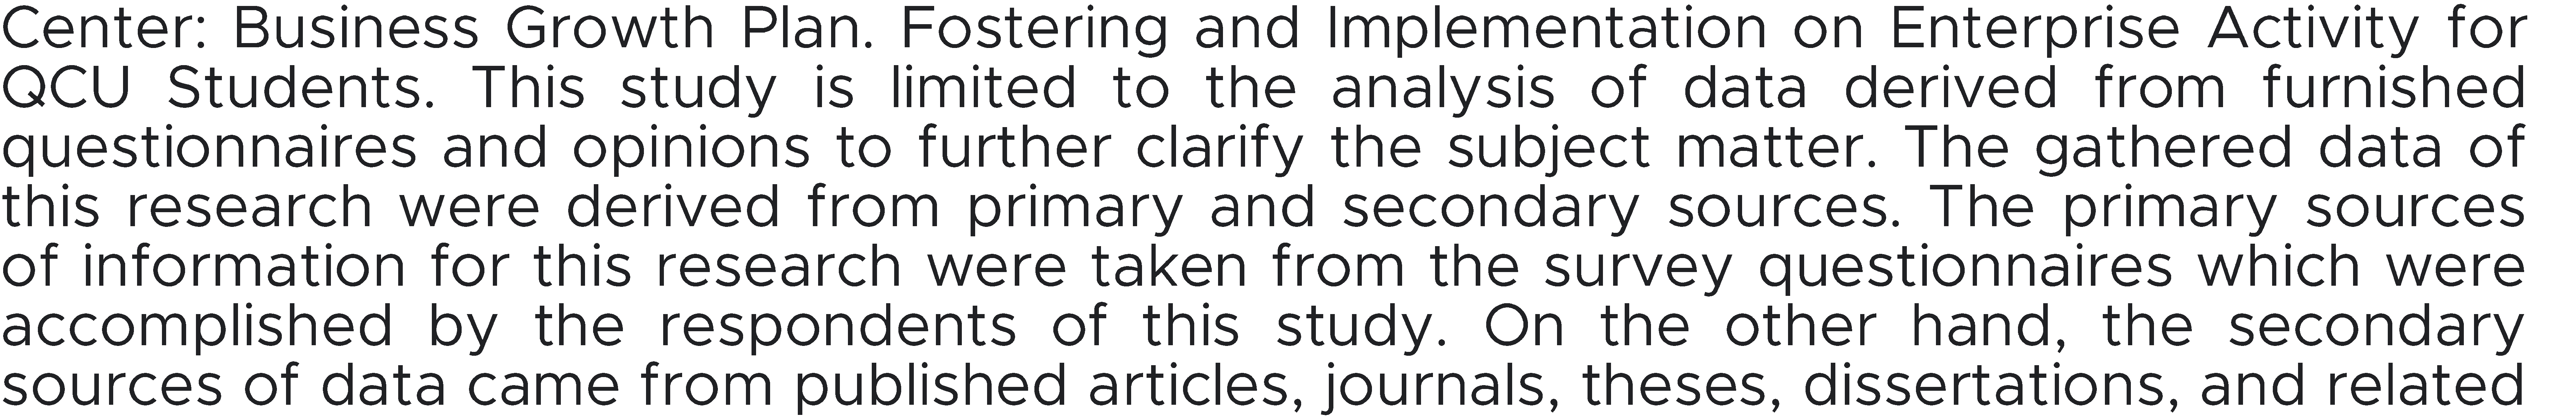 Center: Business Growth Plan. Fostering and Implementation on Enterprise Activity for
QCU Students. This study is limited to the analysis of data derived from furnished
questionnaires and opinions to further clarify the subject matter. The gathered data of
this research were derived from primary and secondary sources. The primary sources
of information for this research were taken from the survey questionnaires which were
accomplished by the respondents of this study. On the other hand, the secondary
sources of data came from published articles, journals, theses, dissertations, and related